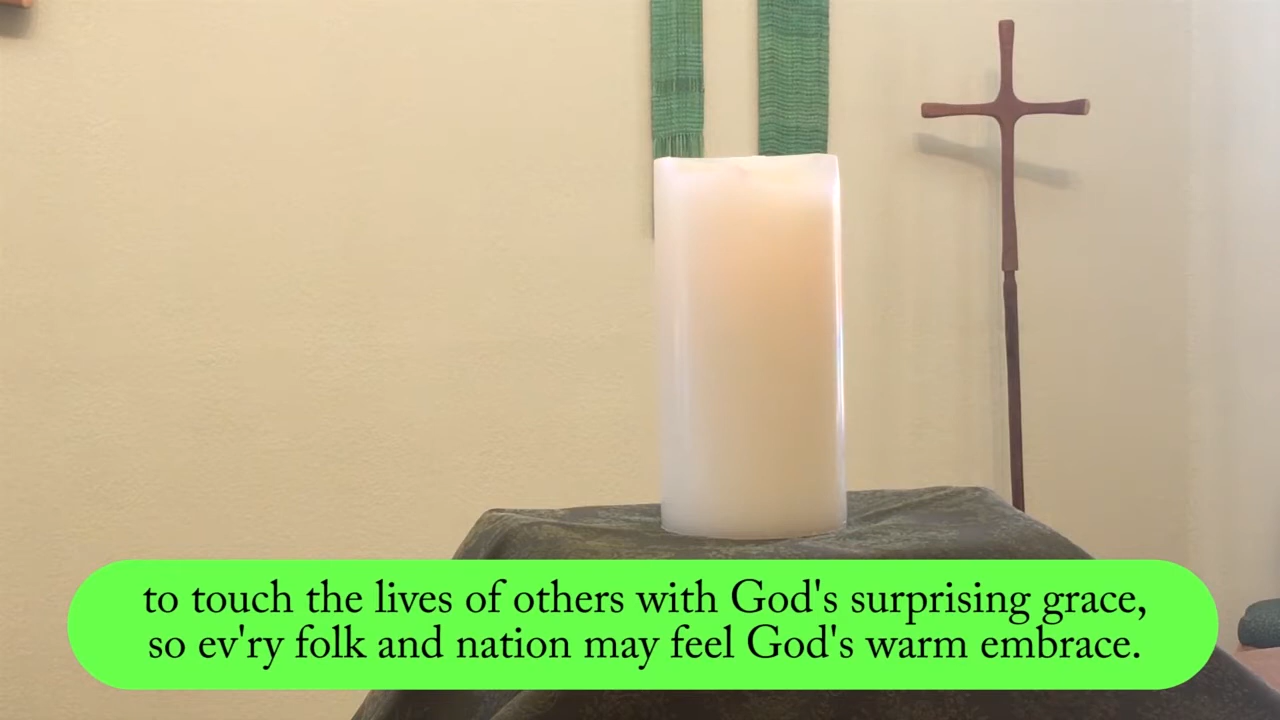 to touch the lives of others with God's surprising grace,
so ev'ry folk and nation may feel God's warm embrace.